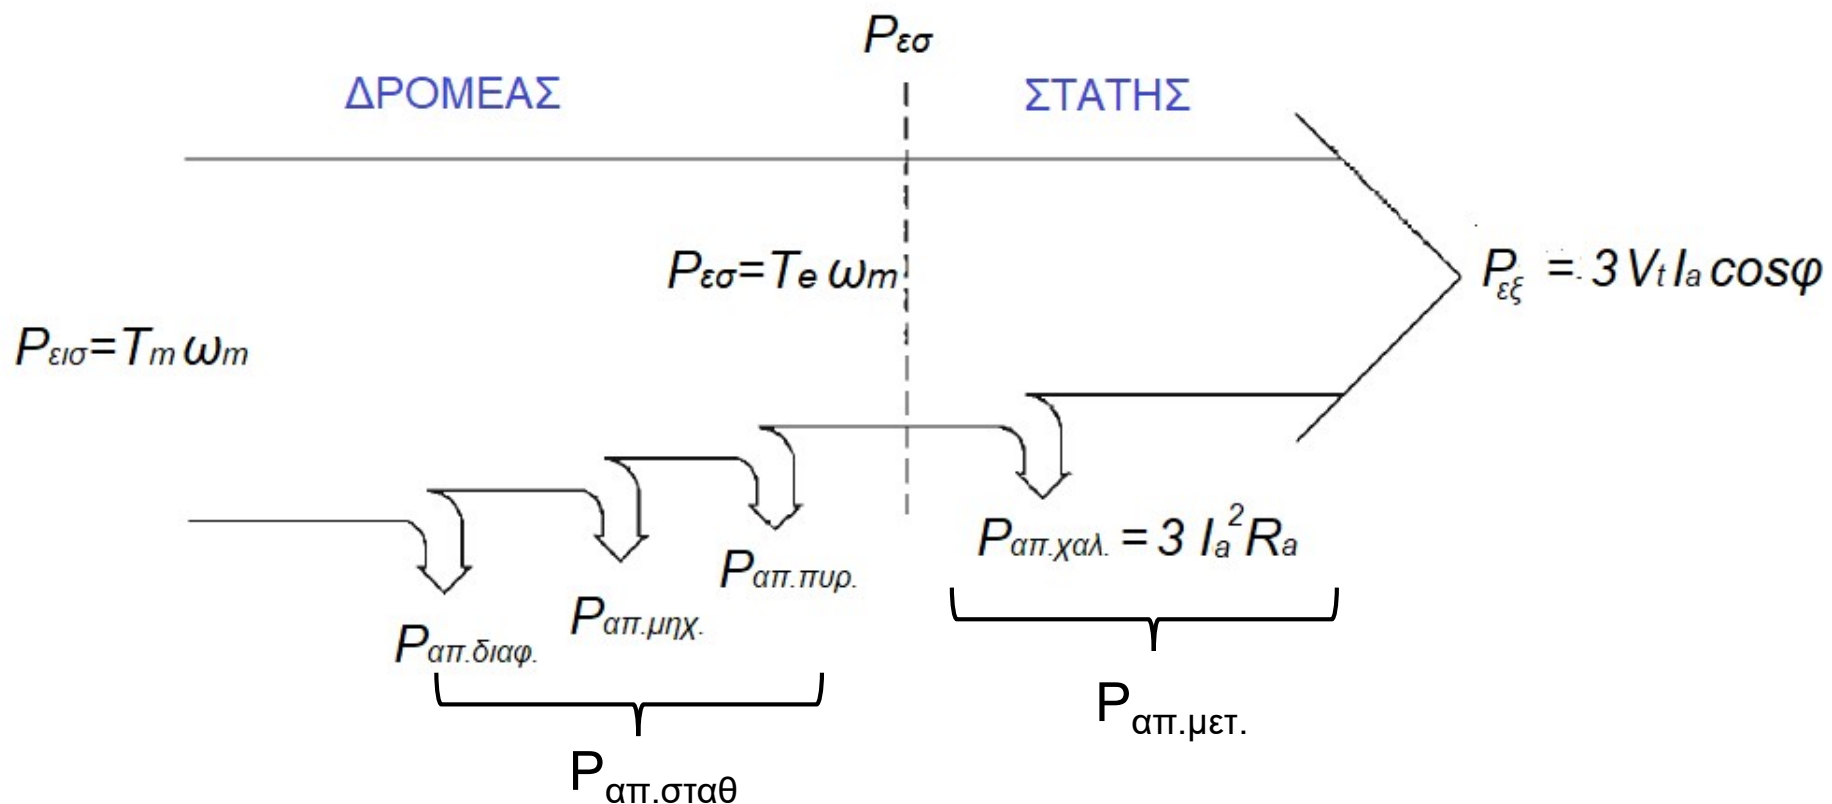 Pεσ
ΔΡΟΜΕΑΣ
ΣΤΑΤΗΣ
Pεσ=Te ωm
Pεξ = 3 Vt Ia cosφ
Pεισ=Tm ωm
Pαπ.χαλ. = 3 Ia²Ra
Pαπ.πυρ.
Pαπ.μηχ.
Pαπ.διαφ.
Pαπ.μετ.
Pαπ.σταθ